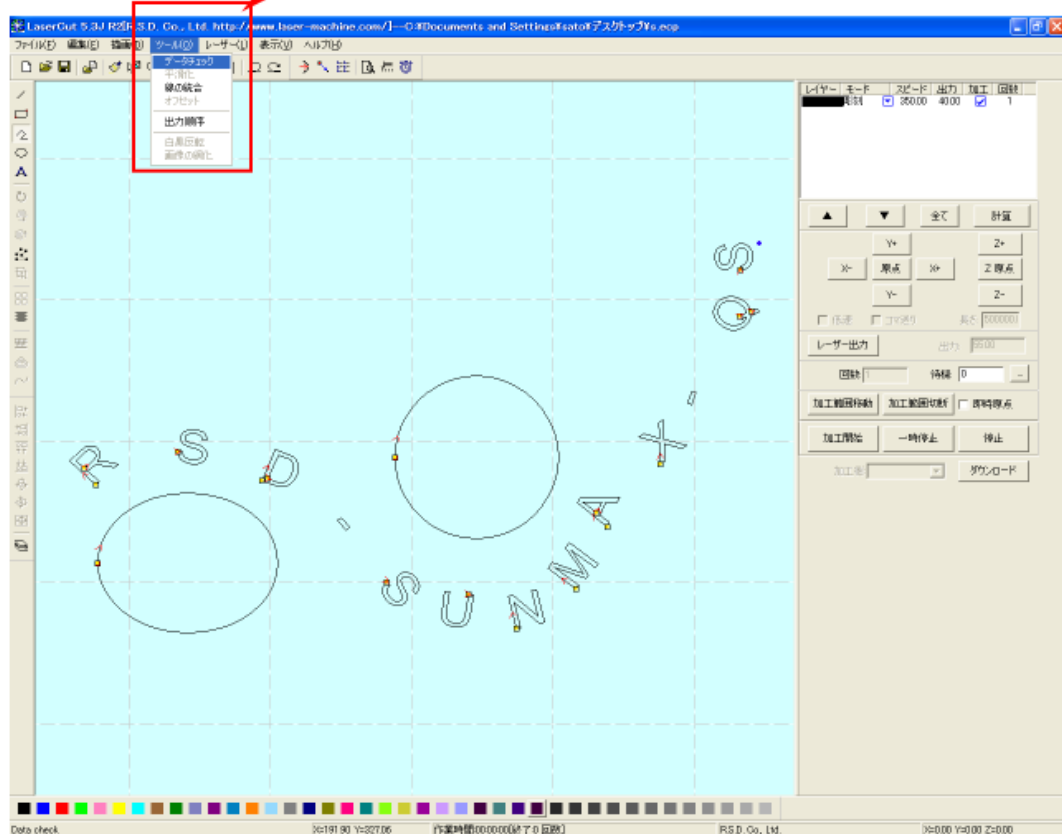 LaserCut 5.3J R2[R.S.D. Co., Ltd. http://www.laser-machine.com/]--C:¥Documents and Settings¥sato¥デスクトップ¥s.ecp
ファイル(F) 編集(E) 描画(D) ツール(O) レーザー(L) 表示(V) ヘルプ(H)
データチェック
平滑化
線の統合
オフセット
出力順序
白黒反転
画像の網化
レイヤー モード スピード 出力 加工 回数
彫刻 350.00 40.00 1
▲ ▼ 全て 計算
Y+ Z+
X- 原点 X+ Z 原点
Y- Z-
倍速 コマ送り 長さ 500000
レーザー出力 出力 55.00
回数 1 待機 0 ..
加工範囲移動 加工範囲切断 即時原点
加工開始 一時停止 停止
ダウンロード
R S D - S U N M A X - G S
Data check X=191.90 Y=327.06 作業時間00:00:00[終了0 回数] R.S.D. Co., Ltd. X=0.00 Y=0.00 Z=0.00